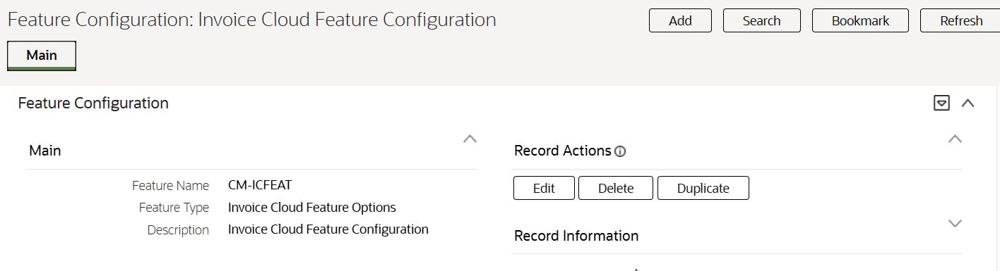 Feature Configuration: Invoice Cloud Feature Configuration
Add Search Bookmark Refresh
Main
Feature Configuration
Main
Feature Name CM-ICFEAT
Feature Type Invoice Cloud Feature Options
Description Invoice Cloud Feature Configuration
Record Actions
Edit Delete Duplicate
Record Information